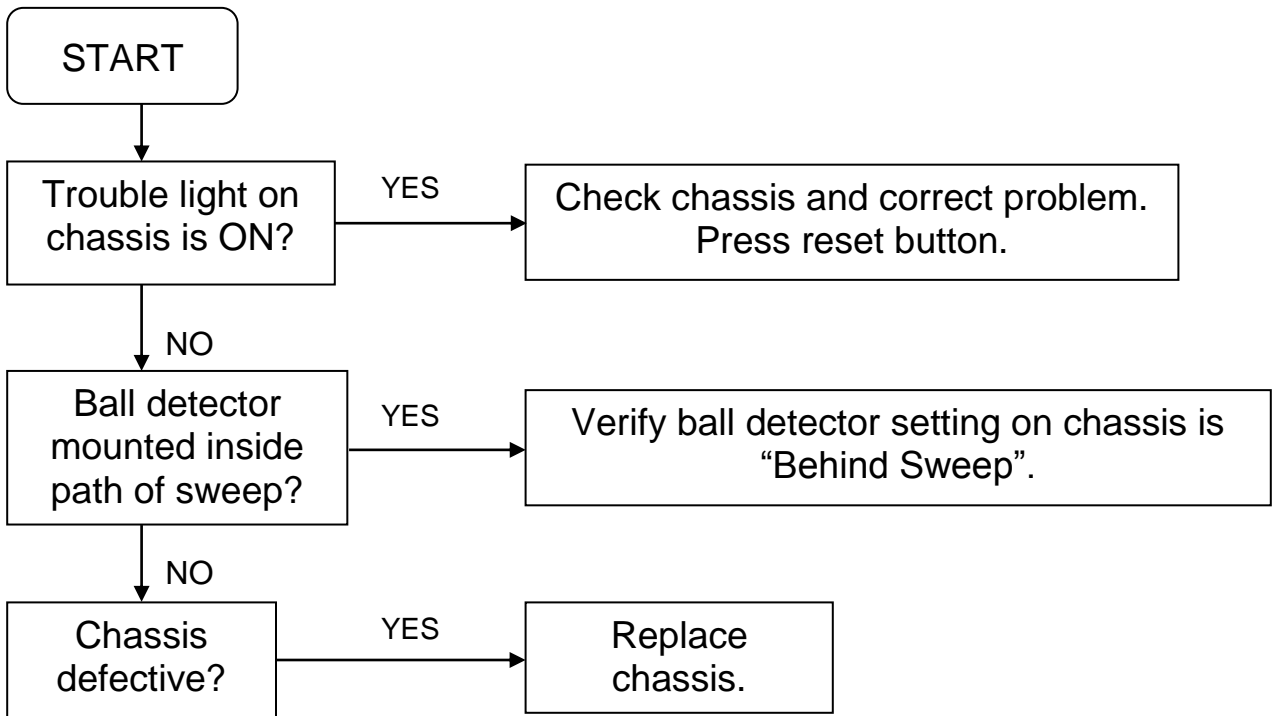 START
Trouble light on
chassis is ON?
YES
Check chassis and correct problem.
Press reset button.
NO
Ball detector
mounted inside
path of sweep?
YES
Verify ball detector setting on chassis is
“Behind Sweep”.
NO
Chassis
defective?
YES
Replace
chassis.